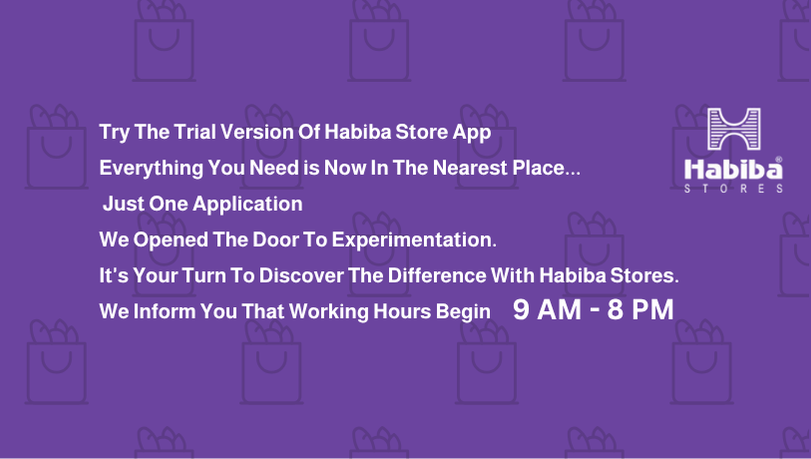 Try The Trial Version Of Habiba Store App
Everything You Need is Now In The Nearest Place...
Just One Application
We Opened The Door To Experimentation.
It's Your Turn To Discover The Difference With Habiba Stores.
We Inform You That Working Hours Begin 9 AM - 8 PM
Habiba®
STORES